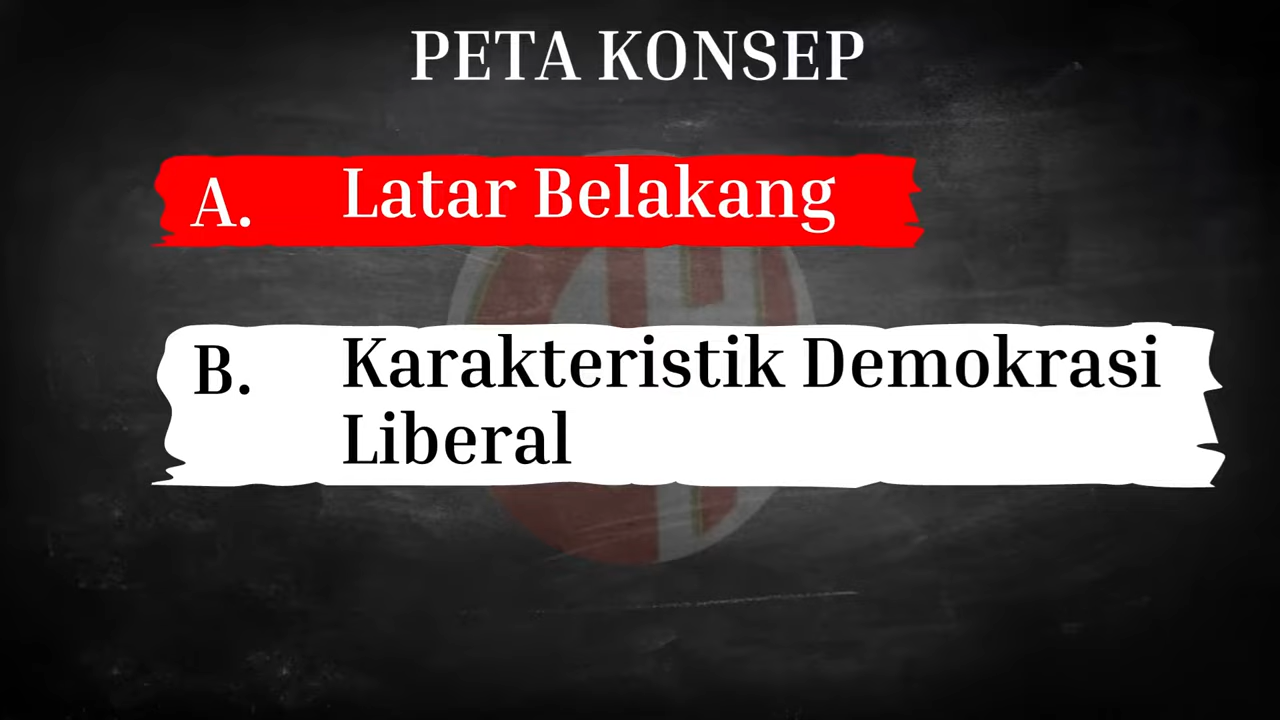 PETA KONSEP
A. Latar Belakang
B. Karakteristik Demokrasi
Liberal